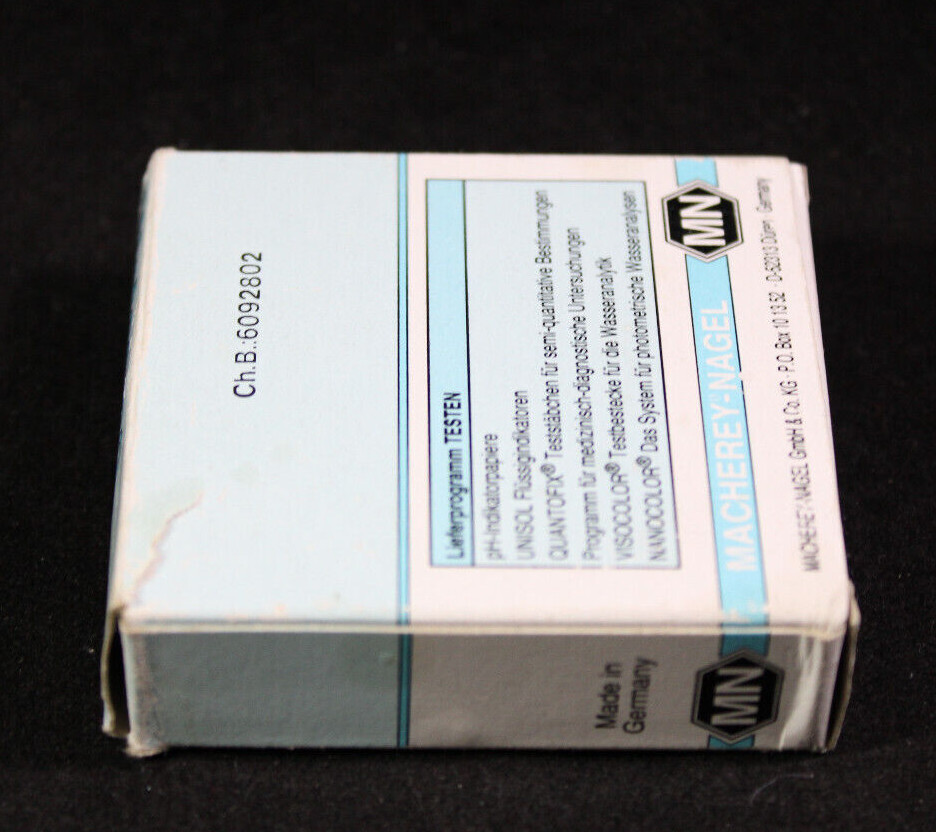 Ch.B.:6092802
Lieferprogramm TESTEN
pH-Indikatorpapiere
UNISOL Flüssigindikatoren
QUANTOFIX® Teststäbchen für semi-quantitative Bestimmungen
Programm für medizinisch-diagnostische Untersuchungen
VISOCOLOR® Testbestecke für die Wasseranalytik
NANOCOLOR® Das System für photometrische Wasseranalysen
MACHEREY-NAGEL
MN
MACHEREY-NAGEL GmbH & Co. KG · P.O. Box 10 13 52 · D-52313 Düren · Germany
Made in
Germany
MN